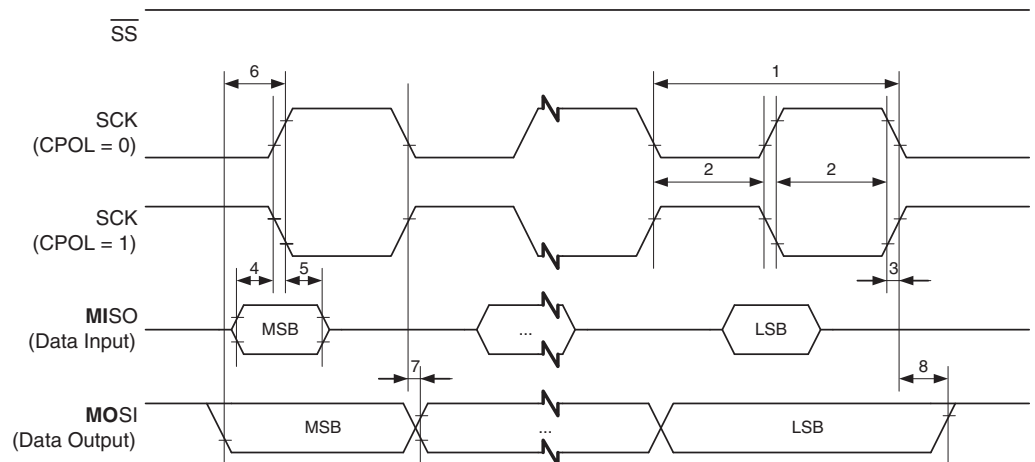 SS
6
1
SCK
(CPOL = 0)
2
2
SCK
(CPOL = 1)
4
5
3
MISO
(Data Input)
MSB
...
LSB
7
8
MOSI
(Data Output)
MSB
...
LSB